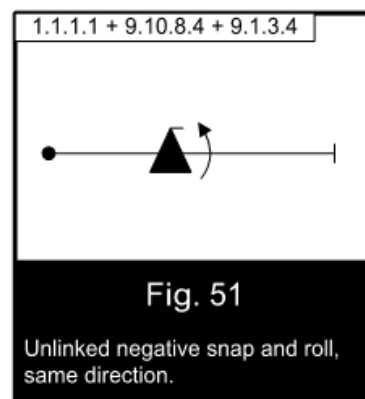 1.1.1.1 + 9.10.8.4 + 9.1.3.4
Fig. 51
Unlinked negative snap and roll,
same direction.